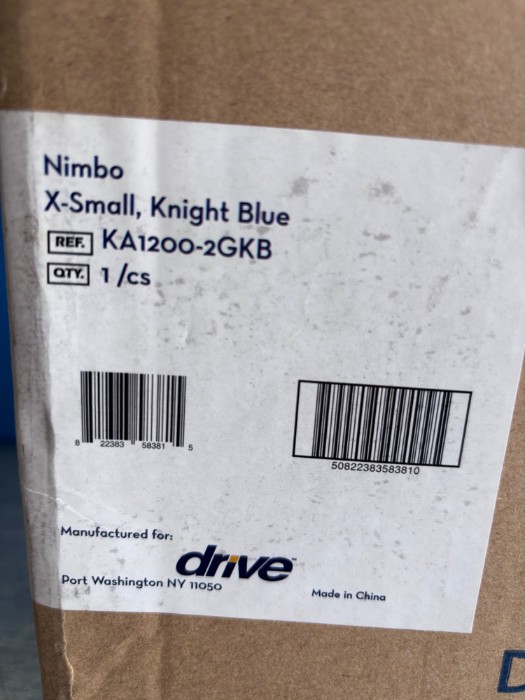 Nimbo
X-Small, Knight Blue
REF. KA1200-2GKB
QTY. 1 /cs
8 22383 58381 5
50822383583810
Manufactured for:
drive™
Port Washington NY 11050
Made in China
D